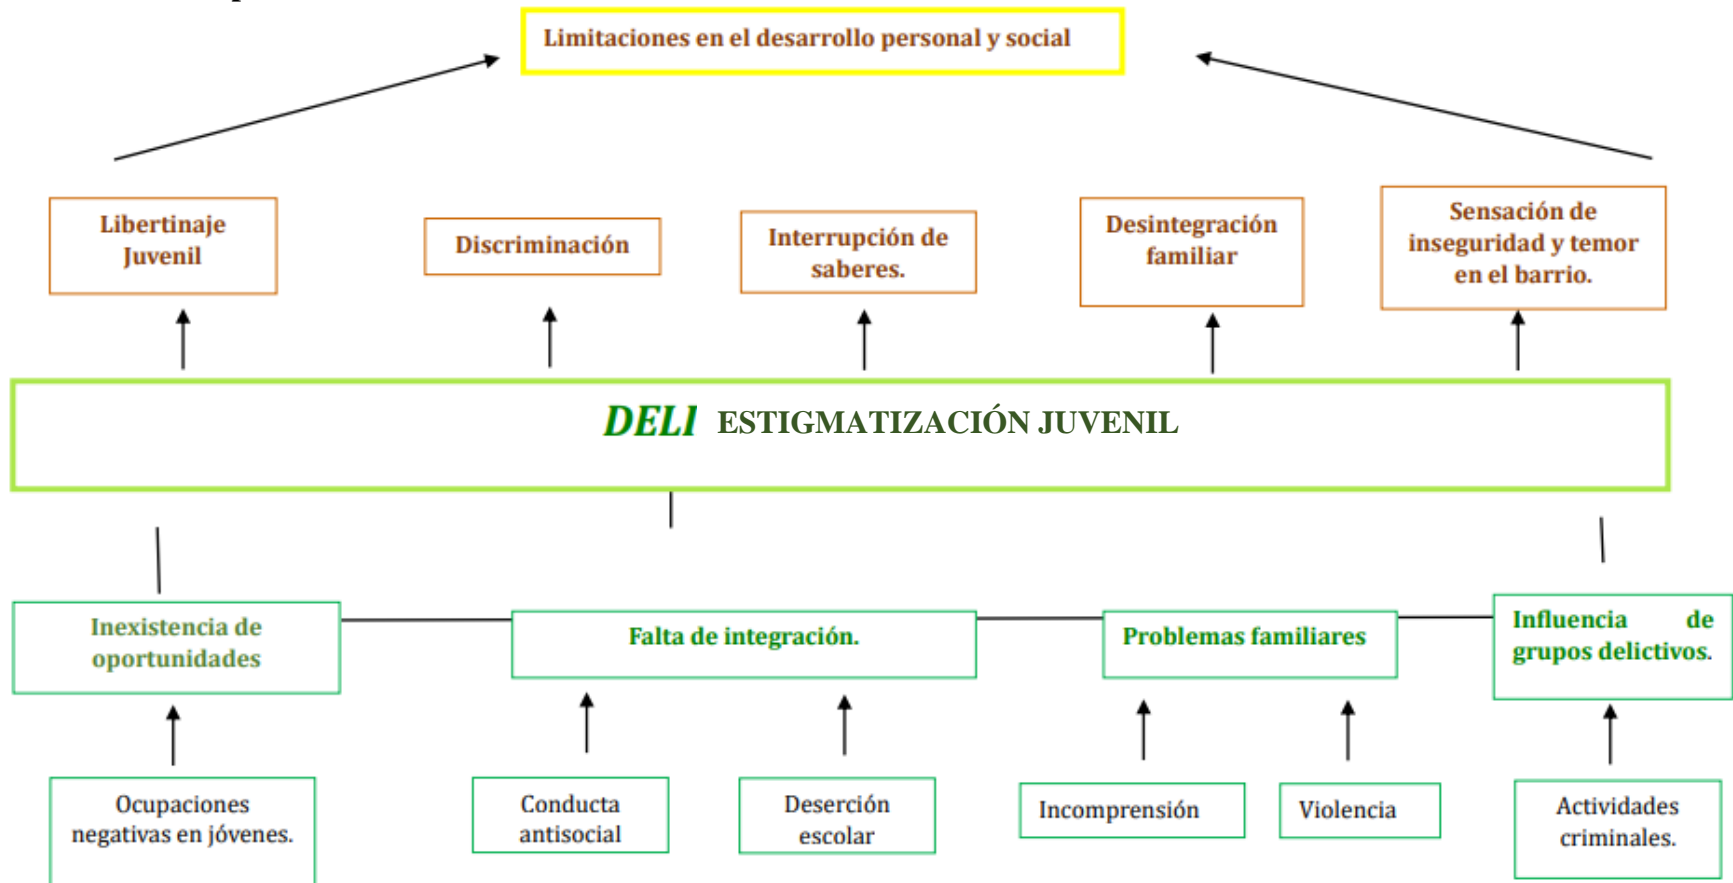 Limitaciones en el desarrollo personal y social
Libertinaje
Juvenil
Discriminación
Interrupción de
saberes.
Desintegración
familiar
Sensación de
inseguridad y temor
en el barrio.
DELI ESTIGMATIZACIÓN JUVENIL
Inexistencia de
oportunidades
Falta de integración.
Problemas familiares
Influencia de
grupos delictivos.
Ocupaciones
negativas en jóvenes.
Conducta
antisocial
Deserción
escolar
Incomprensión
Violencia
Actividades
criminales.